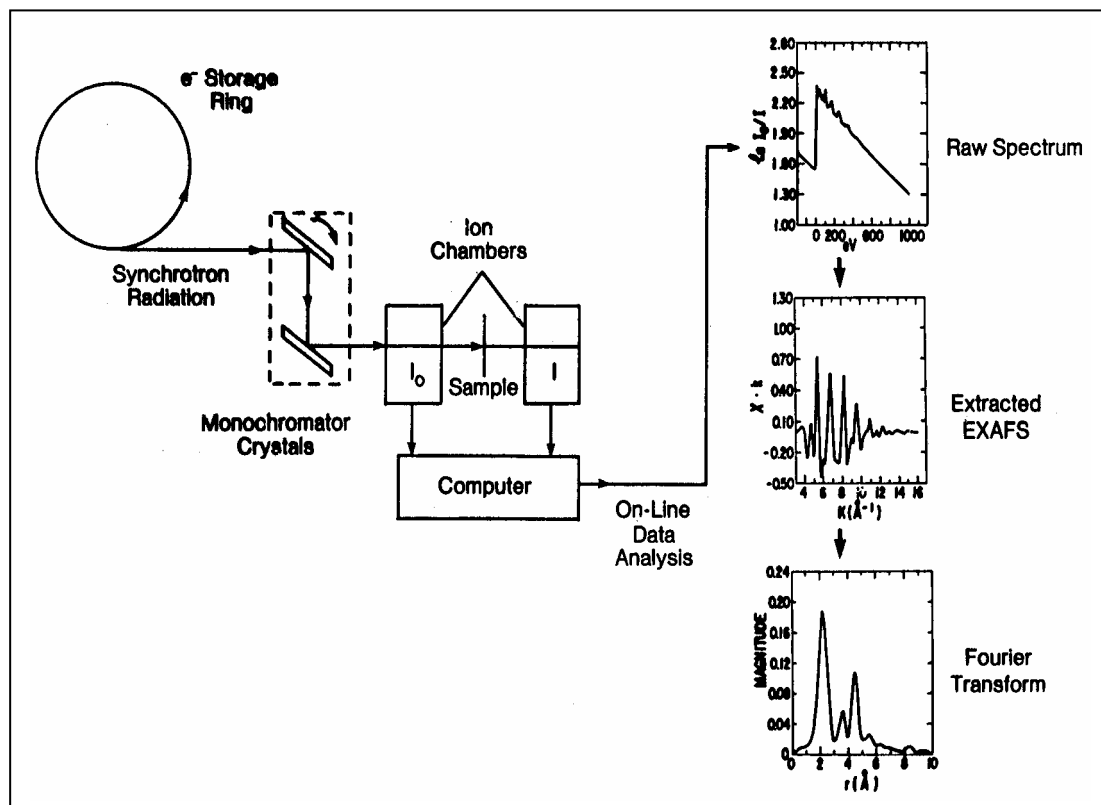 e⁻ Storage
Ring
Synchrotron
Radiation
Monochromator
Crystals
Ion
Chambers
I₀
Sample
I
Computer
On-Line
Data
Analysis
ln I₀/I
2.60
2.50
2.20
1.90
1.60
1.30
1.00
0 200 600 1000
eV
Raw Spectrum
χ · k
1.30
1.00
0.70
0.40
0.10
-0.20
-0.50
4 6 8 10 12 14 16
K(Å⁻¹)
Extracted
EXAFS
MAGNITUDE
0.24
0.20
0.16
0.12
0.08
0.04
0
0 2 4 6 8 10
r(Å)
Fourier
Transform